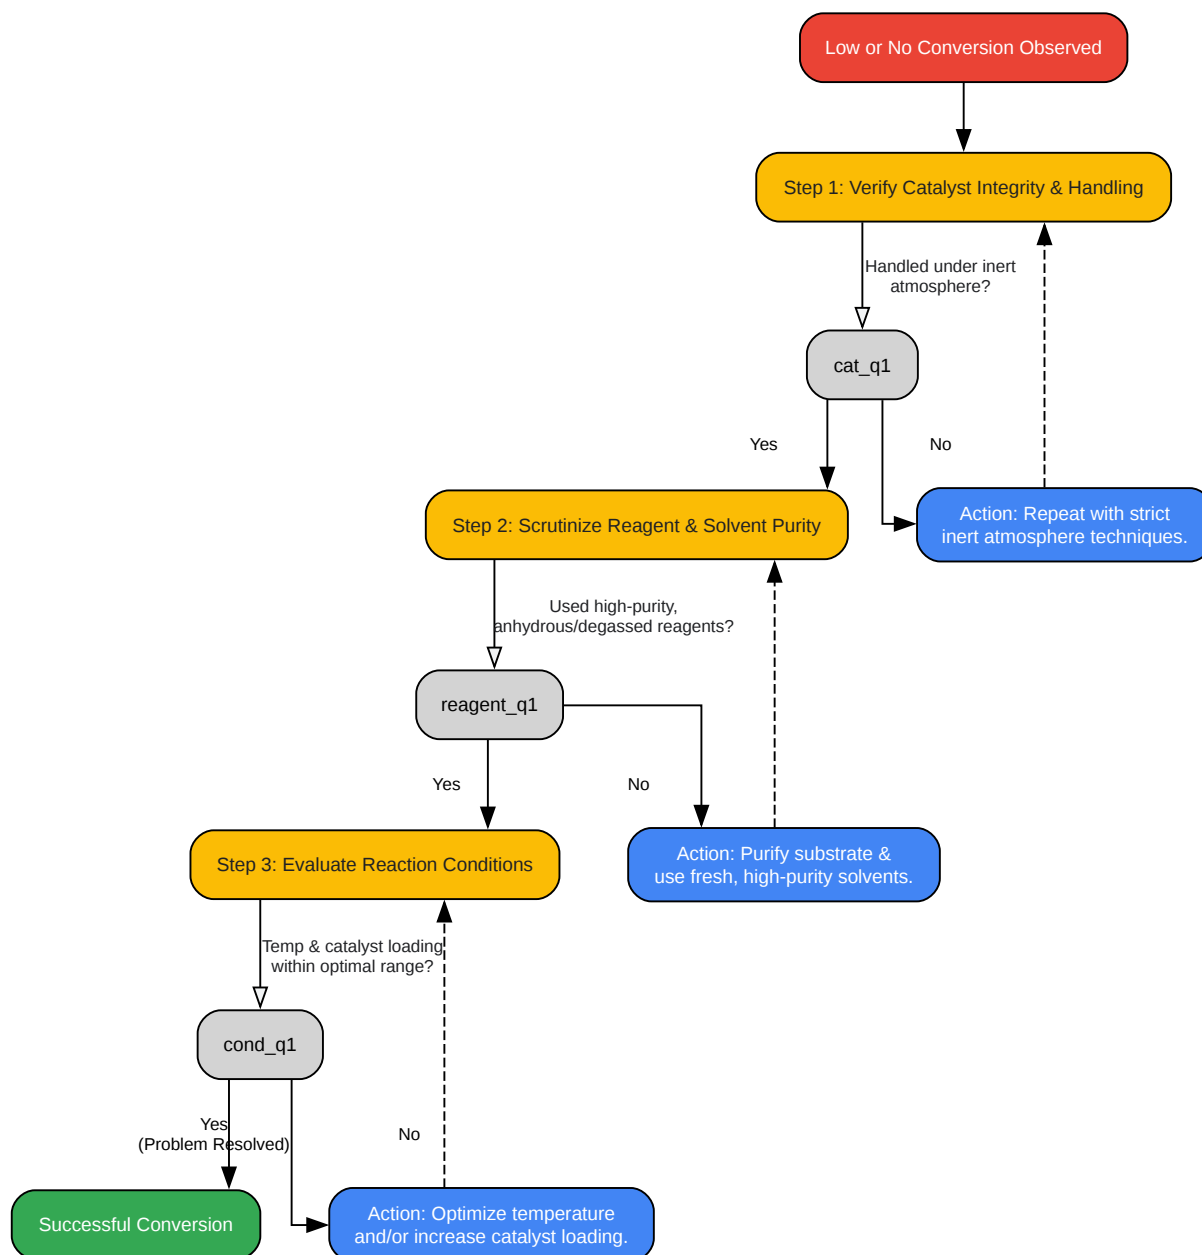 Low or No Conversion Observed
Step 1: Verify Catalyst Integrity & Handling
Handled under inert
atmosphere?
cat_q1
Yes
No
Step 2: Scrutinize Reagent & Solvent Purity
Action: Repeat with strict
inert atmosphere techniques.
Used high-purity,
anhydrous/degassed reagents?
reagent_q1
Yes
No
Step 3: Evaluate Reaction Conditions
Action: Purify substrate &
use fresh, high-purity solvents.
Temp & catalyst loading
within optimal range?
cond_q1
Yes
(Problem Resolved)
No
Successful Conversion
Action: Optimize temperature
and/or increase catalyst loading.